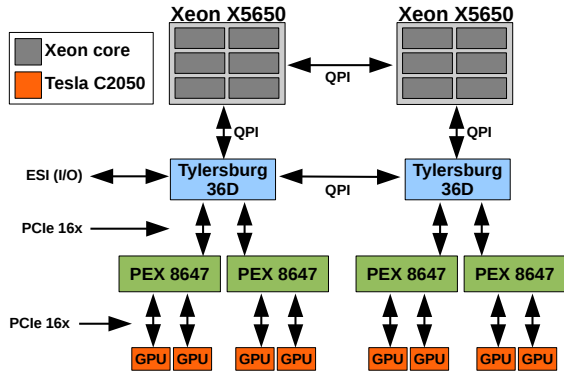 Xeon X5650
Xeon X5650
Xeon core
Tesla C2050
QPI
QPI
QPI
ESI (I/O)
Tylersburg
36D
QPI
Tylersburg
36D
PCIe 16x
PEX 8647
PEX 8647
PEX 8647
PEX 8647
PCIe 16x
GPU
GPU
GPU
GPU
GPU
GPU
GPU
GPU